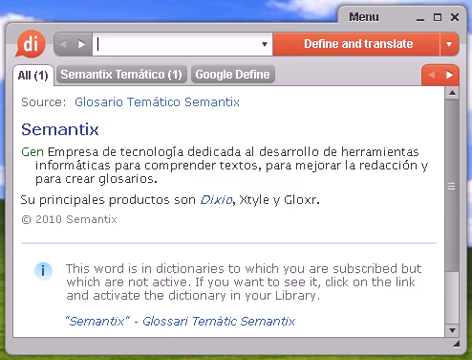 Menu
di
Define and translate
All (1)
Semantix Temático (1)
Google Define
Source: Glosario Temático Semantix
Semantix
Gen Empresa de tecnología dedicada al desarrollo de herramientas
informáticas para comprender textos, para mejorar la redacción y
para crear glosarios.
Su principales productos son Dixio, Xtyle y Gloxr.
© 2010 Semantix
i
This word is in dictionaries to which you are subscribed but
which are not active. If you want to see it, click on the link
and activate the dictionary in your Library.
"Semantix" - Glossari Temàtic Semantix